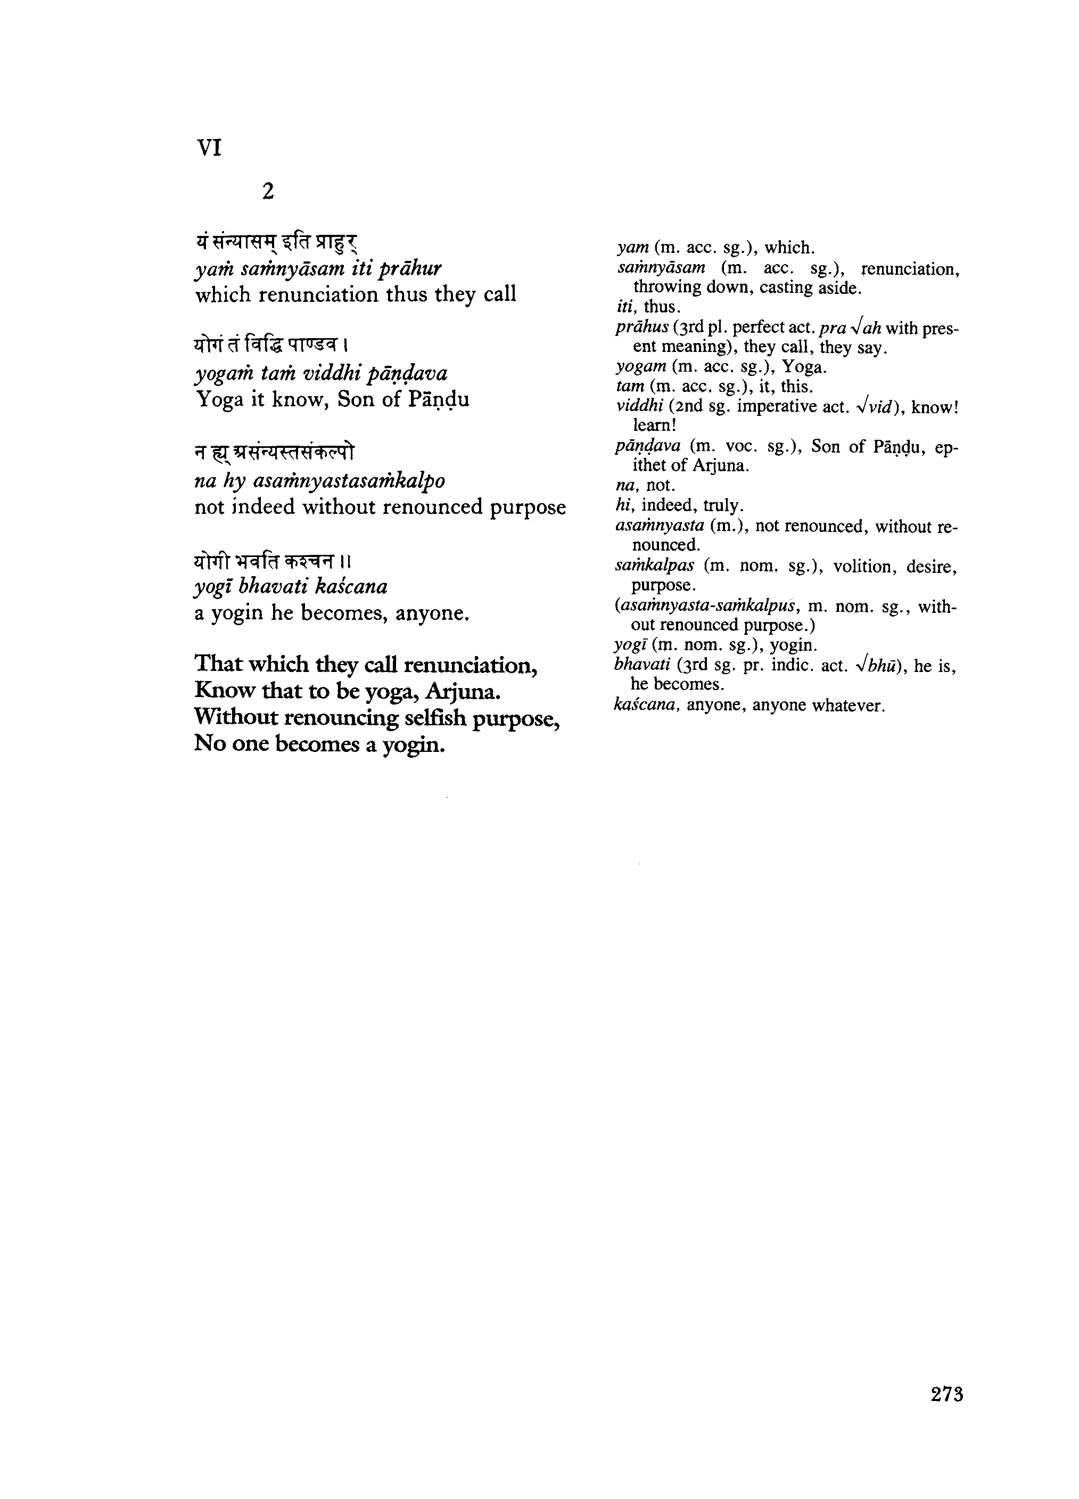 VI
2
यं संन्यासम् इति प्राहुर्
yaṁ saṁnyāsam iti prāhur
which renunciation thus they call
योगं तं विद्धि पाण्डव ।
yogaṁ taṁ viddhi pāṇḍava
Yoga it know, Son of Pāṇḍu
न ह्य् असंन्यस्तसंकल्पो
na hy asaṁnyastasaṁkalpo
not indeed without renounced purpose
योगी भवति कश्चन ॥
yogī bhavati kaścana
a yogin he becomes, anyone.
That which they call renunciation,
Know that to be yoga, Arjuna.
Without renouncing selfish purpose,
No one becomes a yogin.
yam (m. acc. sg.), which.
saṁnyāsam (m. acc. sg.), renunciation,
throwing down, casting aside.
iti, thus.
prāhus (3rd pl. perfect act. pra √ah with pres-
ent meaning), they call, they say.
yogam (m. acc. sg.), Yoga.
tam (m. acc. sg.), it, this.
viddhi (2nd sg. imperative act. √vid), know!
learn!
pāṇḍava (m. voc. sg.), Son of Pāṇḍu, ep-
ithet of Arjuna.
na, not.
hi, indeed, truly.
asaṁnyasta (m.), not renounced, without re-
nounced.
saṁkalpas (m. nom. sg.), volition, desire,
purpose.
(asaṁnyasta-saṁkalpus, m. nom. sg., with-
out renounced purpose.)
yogī (m. nom. sg.), yogin.
bhavati (3rd sg. pr. indic. act. √bhū), he is,
he becomes.
kaścana, anyone, anyone whatever.
273